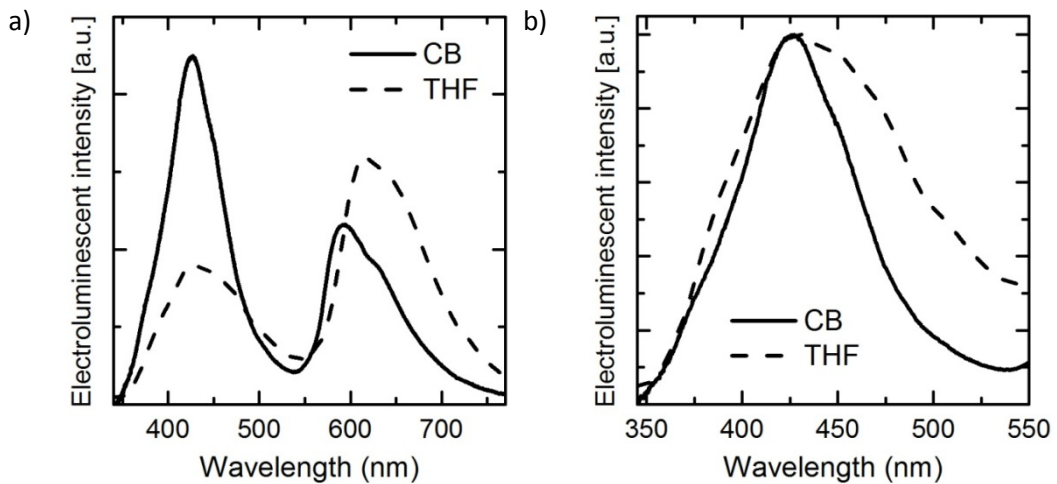 a)
CB
THF
Electroluminescent intensity [a.u.]
400 500 600 700
Wavelength (nm)
b)
CB
THF
Electroluminescent intensity [a.u.]
350 400 450 500 550
Wavelength (nm)